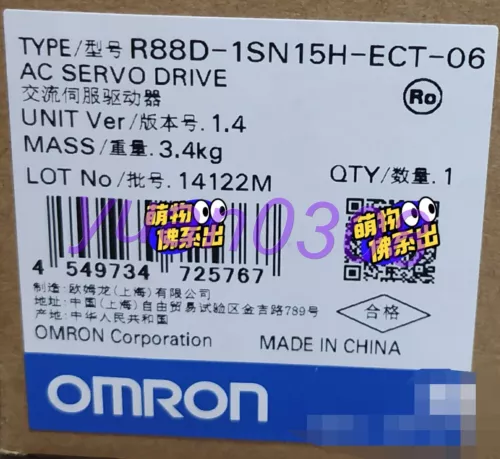 TYPE/型号 R88D-1SN15H-ECT-06
AC SERVO DRIVE
交流伺服驱动器
Ro
UNIT Ver/版本号. 1.4
MASS/重量. 3.4kg
LOT No/批号. 14122M
QTY/数量. 1
萌物
佛系出
萌物
佛系出
4 549734 725767
制造: 欧姆龙(上海)有限公司
地址: 中国(上海)自由贸易试验区金吉路789号
产地: 中华人民共和国
合格
OMRON Corporation
MADE IN CHINA
OMRON